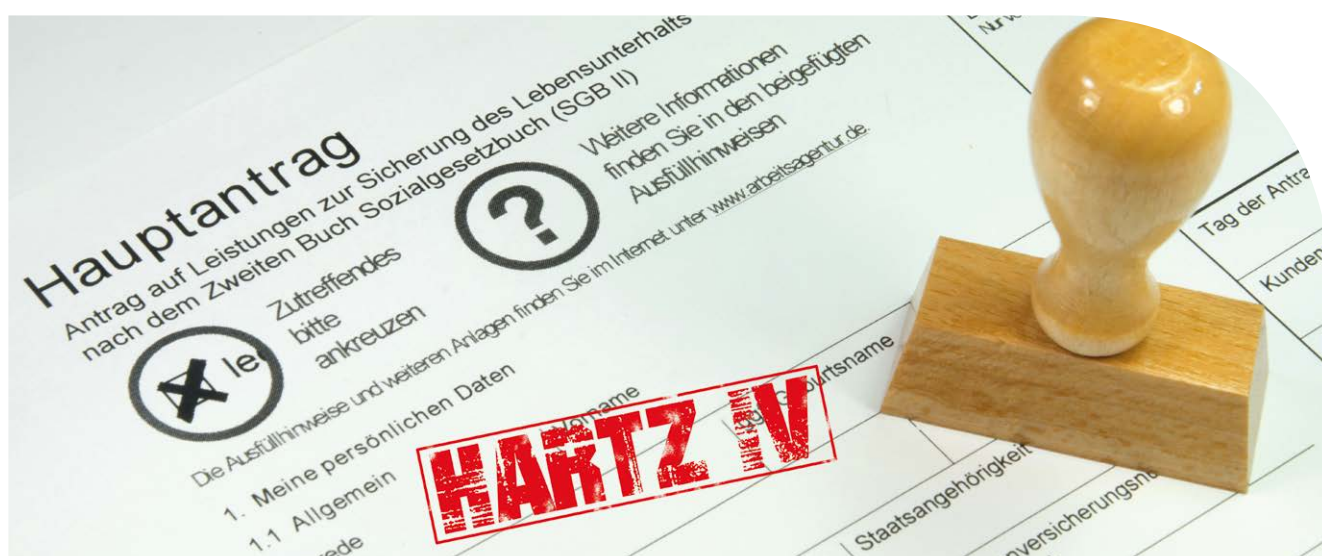 Hauptantrag
Antrag auf Leistungen zur Sicherung des Lebensunterhalts
nach dem Zweiten Buch Sozialgesetzbuch (SGB II)
Zutreffendes
bitte
ankreuzen
?
Weitere Informationen
finden Sie in den beigefügten
Ausfüllhinweisen
Die Ausfüllhinweise und weiteren Anlagen finden Sie im Internet unter www.arbeitsagentur.de.
1. Meine persönlichen Daten
1.1 Allgemein
Vorname
HARTZ IV
Staatsangehörigkeit
Tag der Antra
Kunden